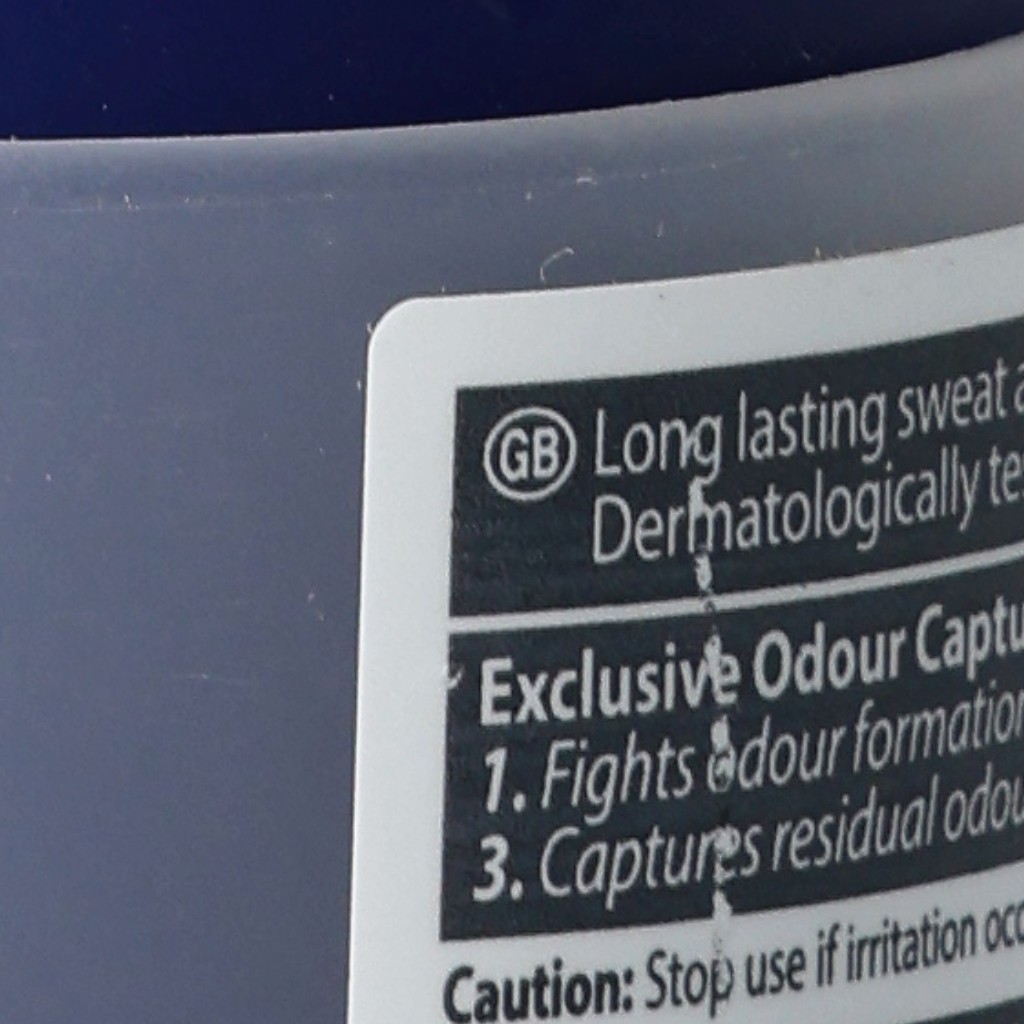 GB Long lasting sweat
Dermatologically
Exclusive Odour
1. Fights odour formation
3. Captures residual
Caution: Stop use if irritation